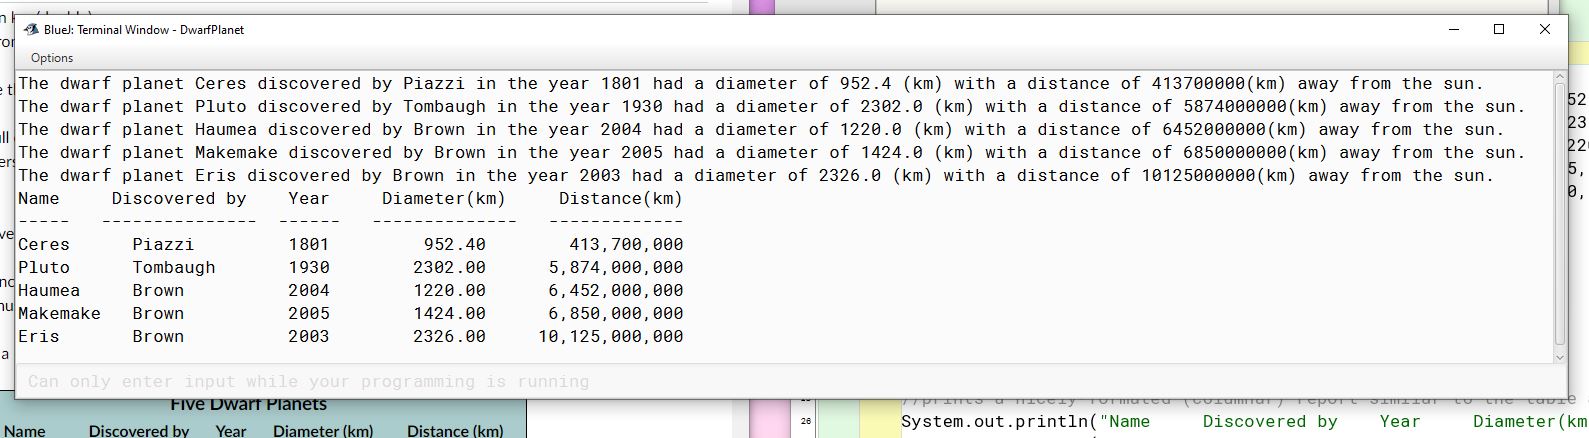 BlueJ: Terminal Window - DwarfPlanet
Options
The dwarf planet Ceres discovered by Piazzi in the year 1801 had a diameter of 952.4 (km) with a distance of 413700000(km) away from the sun.
The dwarf planet Pluto discovered by Tombaugh in the year 1930 had a diameter of 2302.0 (km) with a distance of 5874000000(km) away from the sun.
The dwarf planet Haumea discovered by Brown in the year 2004 had a diameter of 1220.0 (km) with a distance of 6452000000(km) away from the sun.
The dwarf planet Makemake discovered by Brown in the year 2005 had a diameter of 1424.0 (km) with a distance of 6850000000(km) away from the sun.
The dwarf planet Eris discovered by Brown in the year 2003 had a diameter of 2326.0 (km) with a distance of 10125000000(km) away from the sun.
Name     Discovered by    Year     Diameter(km)     Distance(km)
-----   ---------------  ------   --------------   -------------
Ceres      Piazzi         1801         952.40        413,700,000
Pluto      Tombaugh       1930        2302.00      5,874,000,000
Haumea     Brown          2004        1220.00      6,452,000,000
Makemake   Brown          2005        1424.00      6,850,000,000
Eris       Brown          2003        2326.00     10,125,000,000
Can only enter input while your programming is running
Five Dwarf Planets
Name Discovered by Year Diameter (km) Distance (km)
//prints a nicely formated (columnar) report similar to the table
26 System.out.println("Name     Discovered by    Year     Diameter(km